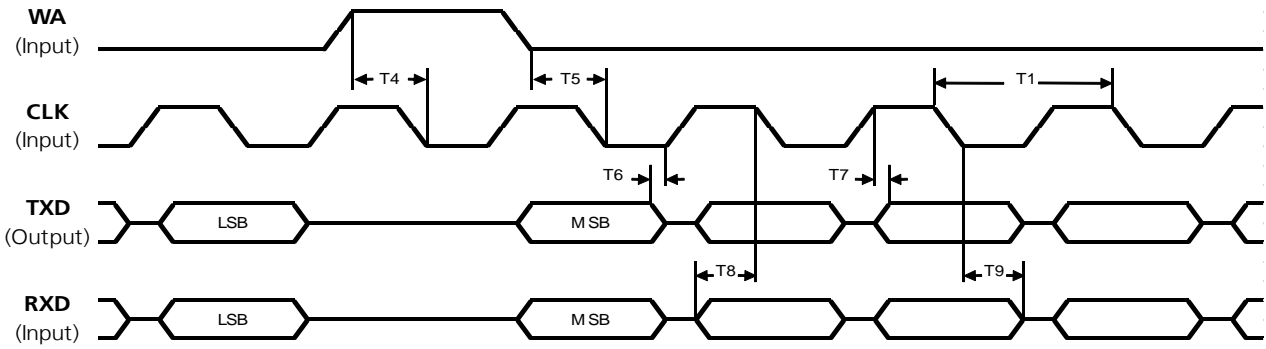 WA
(Input)
T4
T5
T1
CLK
(Input)
T6
T7
TXD
(Output)
LSB
MSB
T8
T9
RXD
(Input)
LSB
MSB